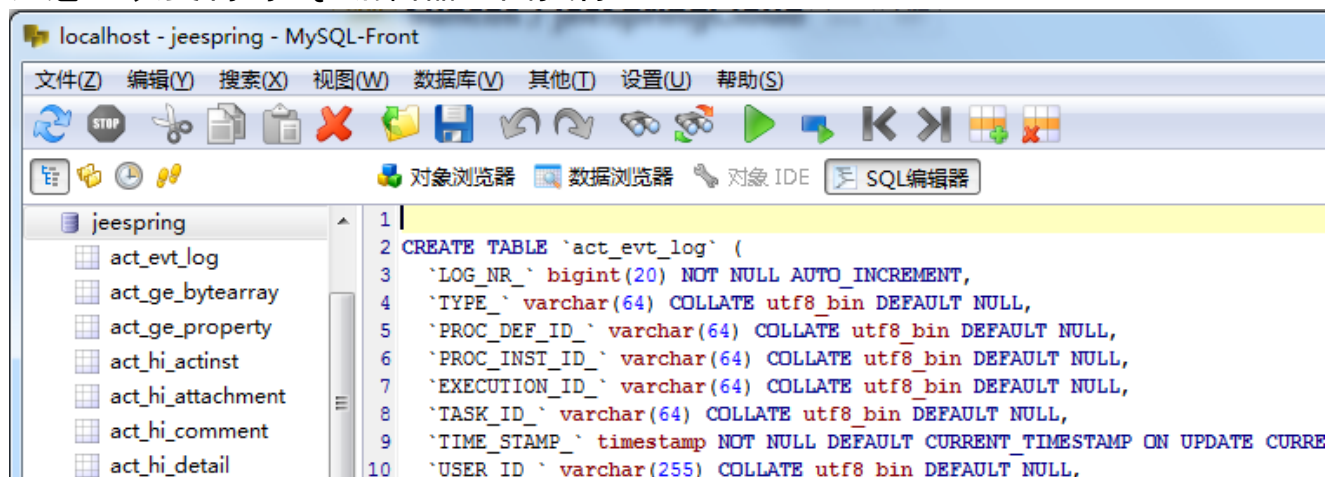 localhost - jeespring - MySQL-Front
文件(Z) 编辑(Y) 搜索(X) 视图(W) 数据库(V) 其他(T) 设置(U) 帮助(S)
STOP
对象浏览器 数据浏览器 对象 IDE SQL编辑器
jeespring
act_evt_log
act_ge_bytearray
act_ge_property
act_hi_actinst
act_hi_attachment
act_hi_comment
act_hi_detail
1
2 CREATE TABLE `act_evt_log` (
3 `LOG_NR_` bigint(20) NOT NULL AUTO_INCREMENT,
4 `TYPE_` varchar(64) COLLATE utf8_bin DEFAULT NULL,
5 `PROC_DEF_ID_` varchar(64) COLLATE utf8_bin DEFAULT NULL,
6 `PROC_INST_ID_` varchar(64) COLLATE utf8_bin DEFAULT NULL,
7 `EXECUTION_ID_` varchar(64) COLLATE utf8_bin DEFAULT NULL,
8 `TASK_ID_` varchar(64) COLLATE utf8_bin DEFAULT NULL,
9 `TIME_STAMP_` timestamp NOT NULL DEFAULT CURRENT_TIMESTAMP ON UPDATE CURRE
10 `USER_ID_` varchar(255) COLLATE utf8_bin DEFAULT NULL,